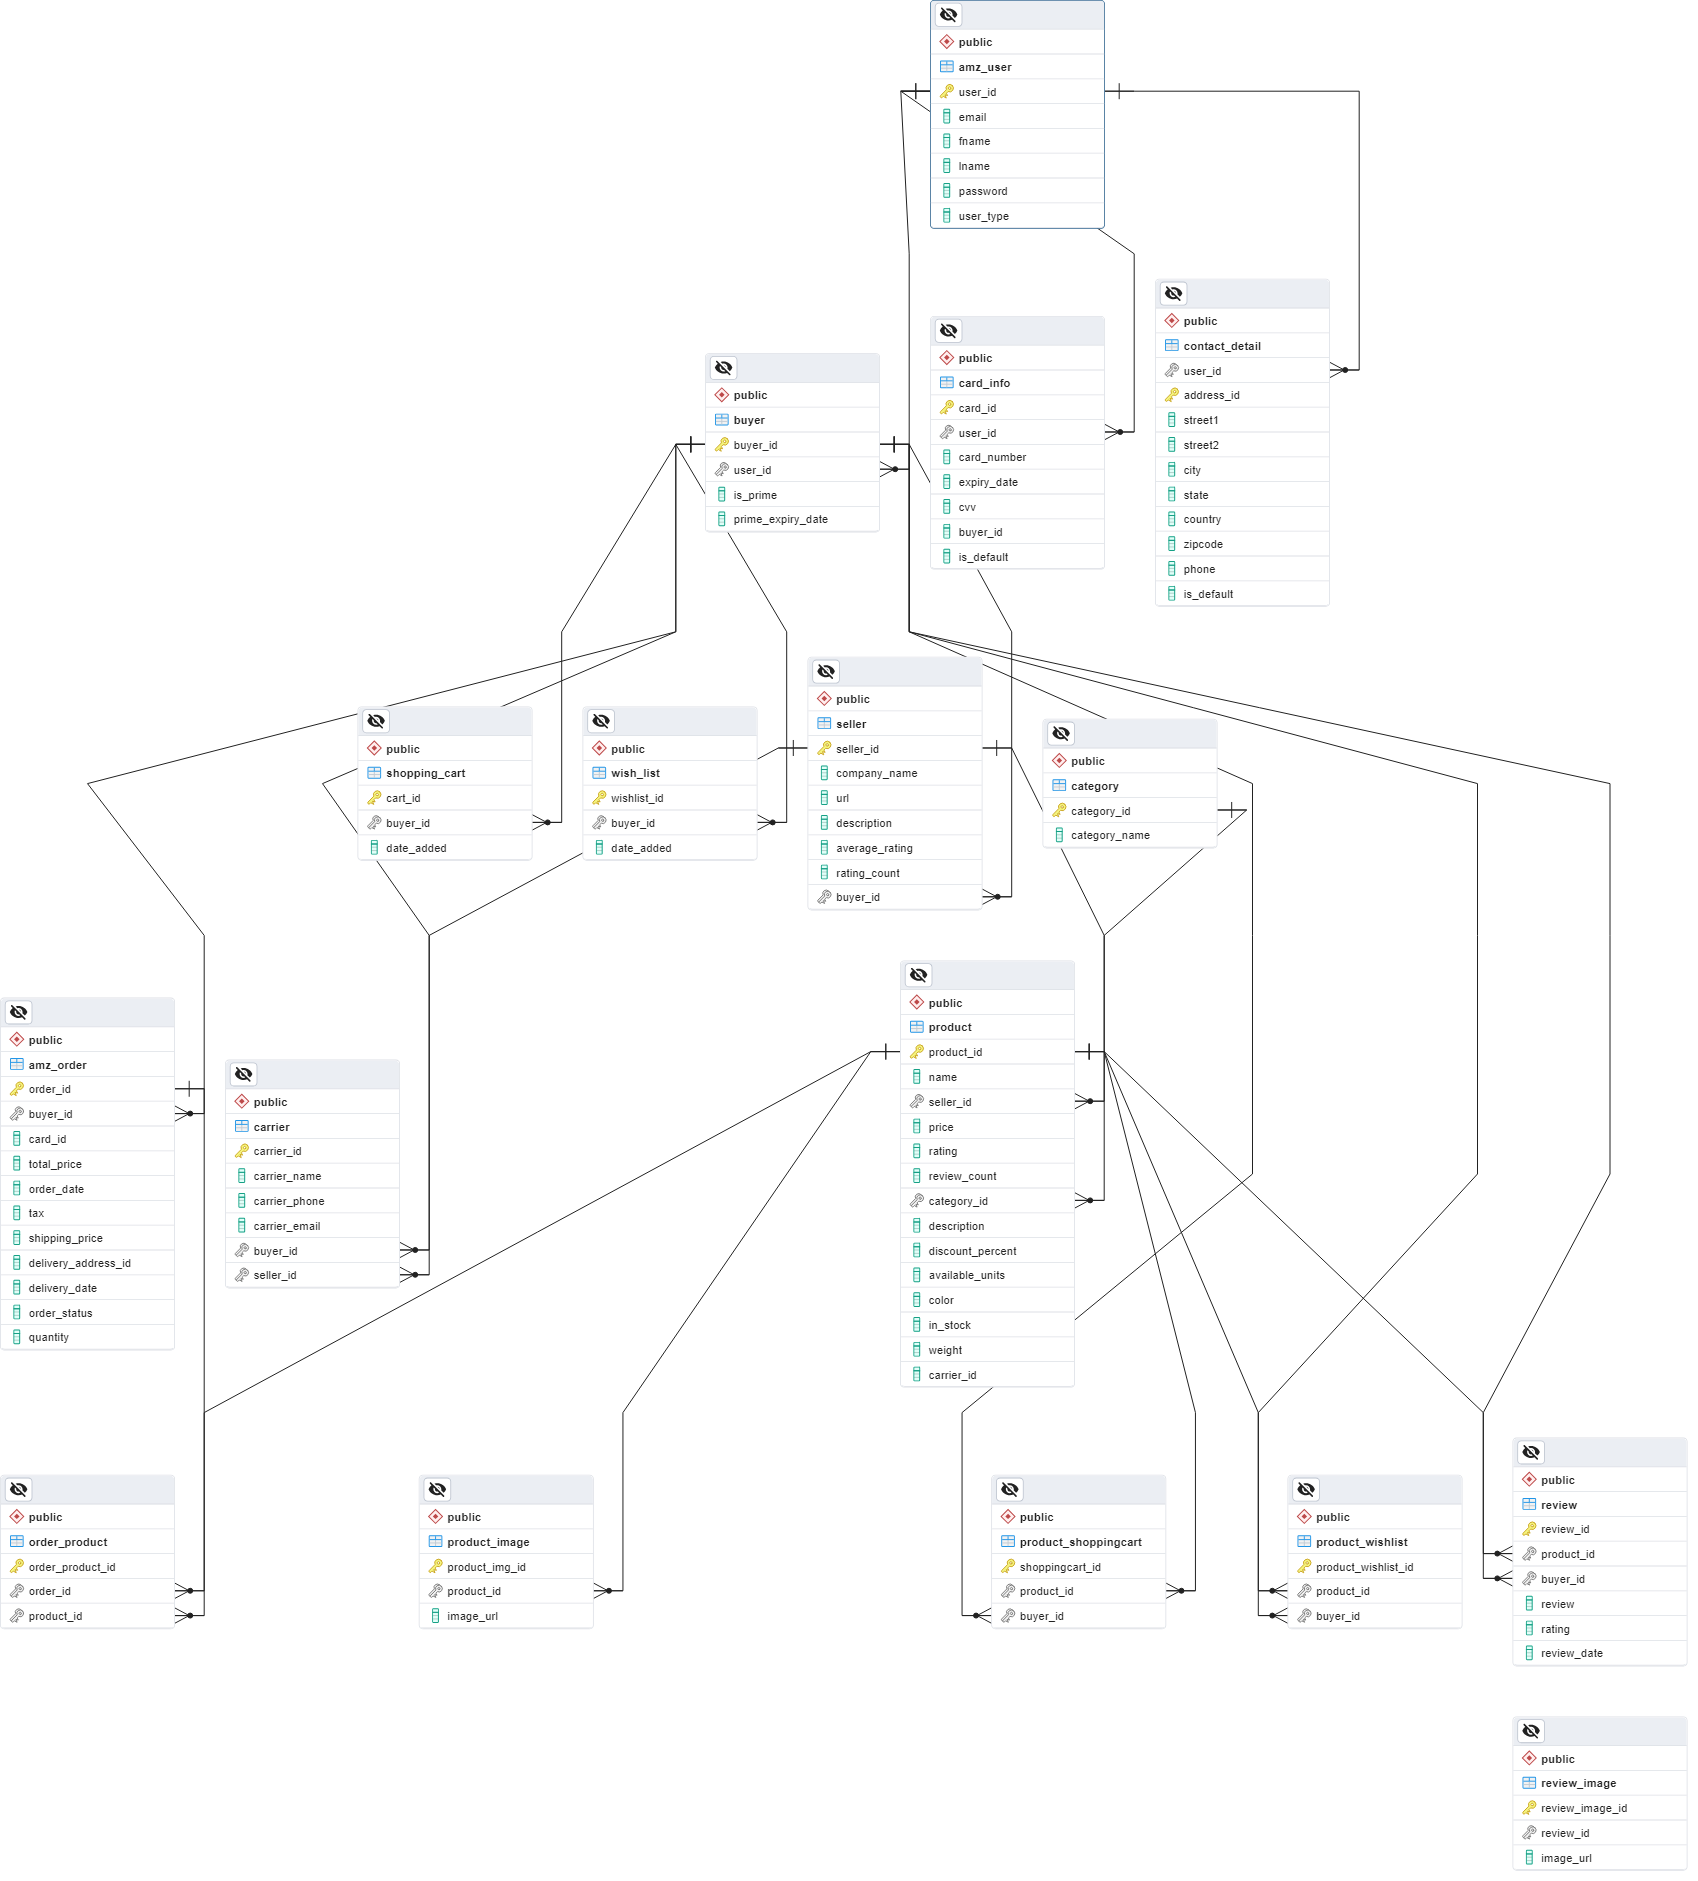 public
amz_user
user_id
email
fname
lname
password
user_type
public
contact_detail
user_id
address_id
street1
street2
city
state
country
zipcode
phone
is_default
public
card_info
card_id
user_id
card_number
expiry_date
cvv
buyer_id
is_default
public
buyer
buyer_id
user_id
is_prime
prime_expiry_date
public
shopping_cart
cart_id
buyer_id
date_added
public
wish_list
wishlist_id
buyer_id
date_added
public
seller
seller_id
company_name
url
description
average_rating
rating_count
buyer_id
public
category
category_id
category_name
public
amz_order
order_id
buyer_id
card_id
total_price
order_date
tax
shipping_price
delivery_address_id
delivery_date
order_status
quantity
public
carrier
carrier_id
carrier_name
carrier_phone
carrier_email
buyer_id
seller_id
public
product
product_id
name
seller_id
price
rating
review_count
category_id
description
discount_percent
available_units
color
in_stock
weight
carrier_id
public
order_product
order_product_id
order_id
product_id
public
product_image
product_img_id
product_id
image_url
public
product_shoppingcart
shoppingcart_id
product_id
buyer_id
public
product_wishlist
product_wishlist_id
product_id
buyer_id
public
review
review_id
product_id
buyer_id
review
rating
review_date
public
review_image
review_image_id
review_id
image_url